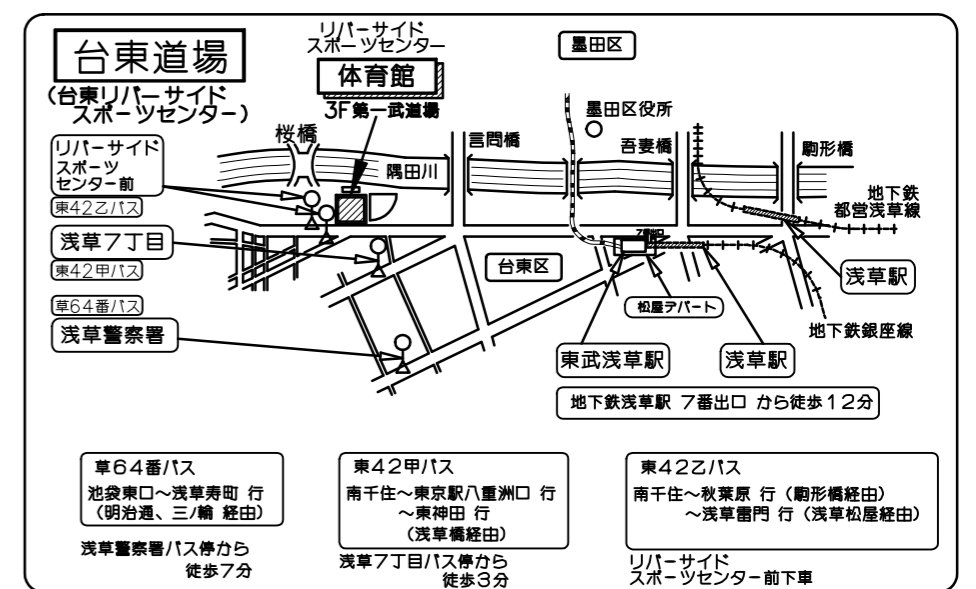 台東道場
(台東リバーサイド
スポーツセンター)
リバーサイド
スポーツセンター
体育館
3F第一武道場
墨田区
墨田区役所
桜橋
隅田川
言問橋
吾妻橋
駒形橋
地下鉄
都営浅草線
リバーサイド
スポーツ
センター前
東42乙バス
浅草7丁目
東42甲バス
草64番バス
浅草警察署
台東区
松屋デパート
浅草駅
地下鉄銀座線
東武浅草駅
浅草駅
地下鉄浅草駅 7番出口 から徒歩12分
草64番バス
池袋東口～浅草寿町 行
(明治通、三ノ輪 経由)
浅草警察署バス停から
徒歩7分
東42甲バス
南千住～東京駅八重洲口 行
～東神田 行
(浅草橋経由)
浅草7丁目バス停から
徒歩3分
東42乙バス
南千住～秋葉原 行 (駒形橋経由)
～浅草雷門 行 (浅草松屋経由)
リバーサイド
スポーツセンター前下車